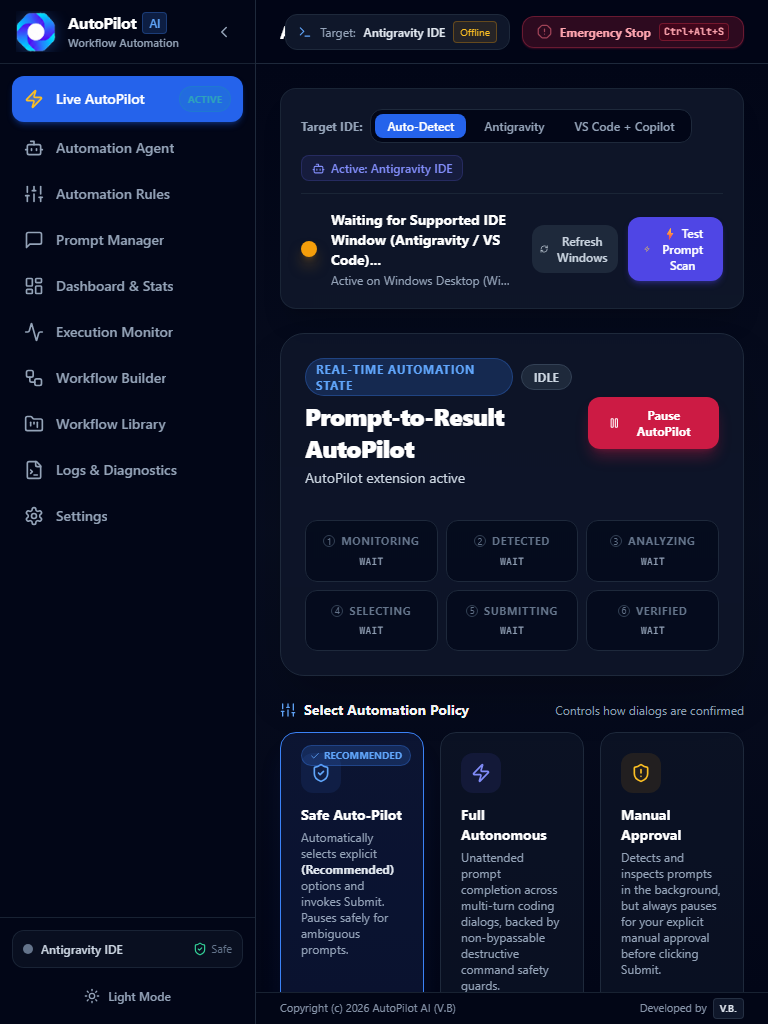 AutoPilot AI
Workflow Automation
Live AutoPilot ACTIVE
Automation Agent
Automation Rules
Prompt Manager
Dashboard & Stats
Execution Monitor
Workflow Builder
Workflow Library
Logs & Diagnostics
Settings
Antigravity IDE Safe
Light Mode
Target: Antigravity IDE Offline
Emergency Stop Ctrl+Alt+S
Target IDE: Auto-Detect Antigravity VS Code + Copilot
Active: Antigravity IDE
Waiting for Supported IDE
Window (Antigravity / VS
Code)...
Active on Windows Desktop (Wi...
Refresh
Windows
Test
Prompt
Scan
REAL-TIME AUTOMATION
STATE
IDLE
Prompt-to-Result
AutoPilot
AutoPilot extension active
Pause
AutoPilot
① MONITORING
WAIT
② DETECTED
WAIT
③ ANALYZING
WAIT
④ SELECTING
WAIT
⑤ SUBMITTING
WAIT
⑥ VERIFIED
WAIT
Select Automation Policy
Controls how dialogs are confirmed
RECOMMENDED
Safe Auto-Pilot
Automatically
selects explicit
(Recommended)
options and
invokes Submit.
Pauses safely for
ambiguous
prompts.
Full
Autonomous
Unattended
prompt
completion across
multi-turn coding
dialogs, backed by
non-bypassable
destructive
command safety
guards.
Manual
Approval
Detects and
inspects prompts
in the background,
but always pauses
for your explicit
manual approval
before clicking
Submit.
Copyright (c) 2026 AutoPilot AI (V.B)
Developed by V.B.